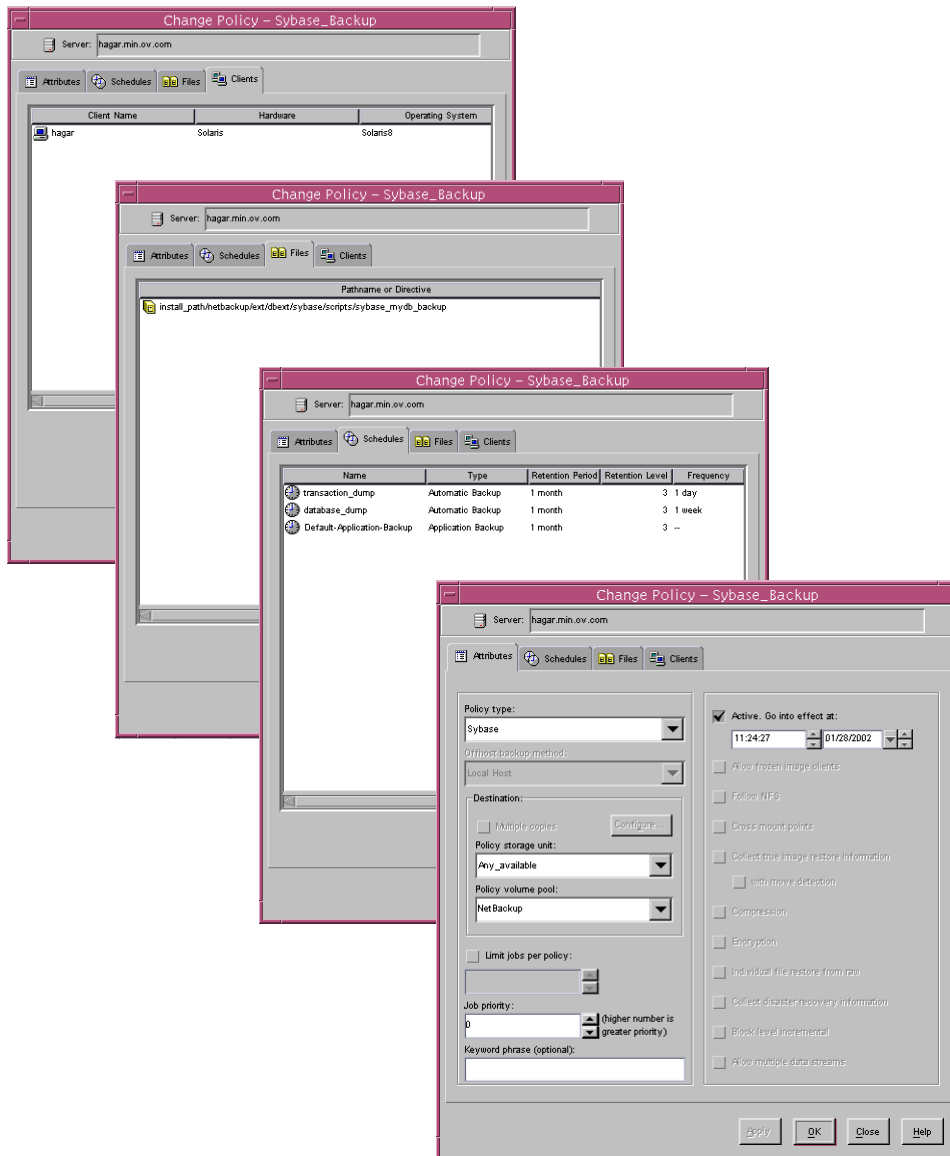 Change Policy – Sybase_Backup
Server: hagar.min.ov.com
Attributes Schedules Files Clients
Client Name Hardware Operating System
hagar Solaris Solaris8
Change Policy – Sybase_Backup
Server: hagar.min.ov.com
Attributes Schedules Files Clients
Pathname or Directive
install_path/netbackup/ext/dbext/sybase/scripts/sybase_mydb_backup
Change Policy – Sybase_Backup
Server: hagar.min.ov.com
Attributes Schedules Files Clients
Name Type Retention Period Retention Level Frequency
transaction_dump Automatic Backup 1 month 3 1 day
database_dump Automatic Backup 1 month 3 1 week
Default-Application-Backup Application Backup 1 month 3 --
Change Policy – Sybase_Backup
Server: hagar.min.ov.com
Attributes Schedules Files Clients
Policy type:
Sybase
Offhost backup method:
Local Host
Destination:
Multiple copies Configure...
Policy storage unit:
Any_available
Policy volume pool:
NetBackup
Limit jobs per policy:
Job priority:
0 (higher number is
greater priority)
Keyword phrase (optional):
Active. Go into effect at:
11:24:27 01/28/2002
Allow frozen image clients
Follow NFS
Cross mount points
Collect true image restore information
with move detection
Compression
Encryption
Individual file restore from raw
Collect disaster recovery information
Block level incremental
Allow multiple data streams
Apply OK Close Help